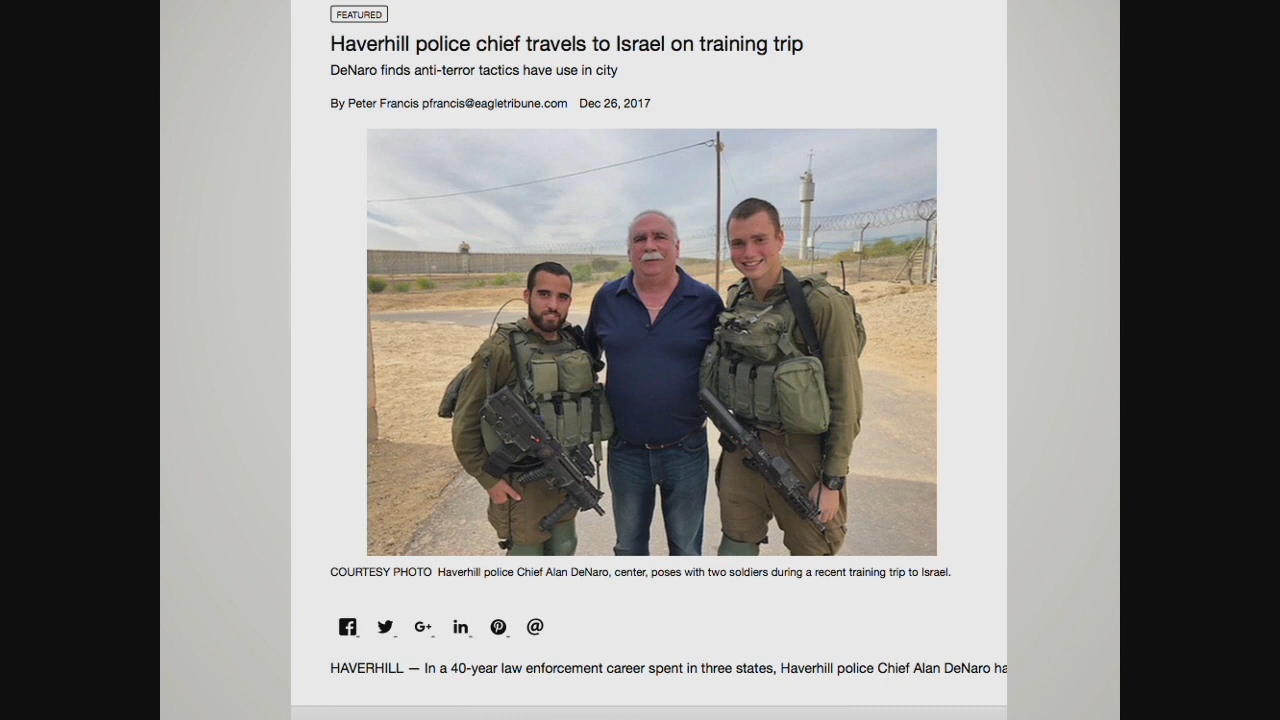 FEATURED
Haverhill police chief travels to Israel on training trip
DeNaro finds anti-terror tactics have use in city
By Peter Francis pfrancis@eagletribune.com Dec 26, 2017
COURTESY PHOTO Haverhill police Chief Alan DeNaro, center, poses with two soldiers during a recent training trip to Israel.
G+ in @
HAVERHILL — In a 40-year law enforcement career spent in three states, Haverhill police Chief Alan DeNaro ha